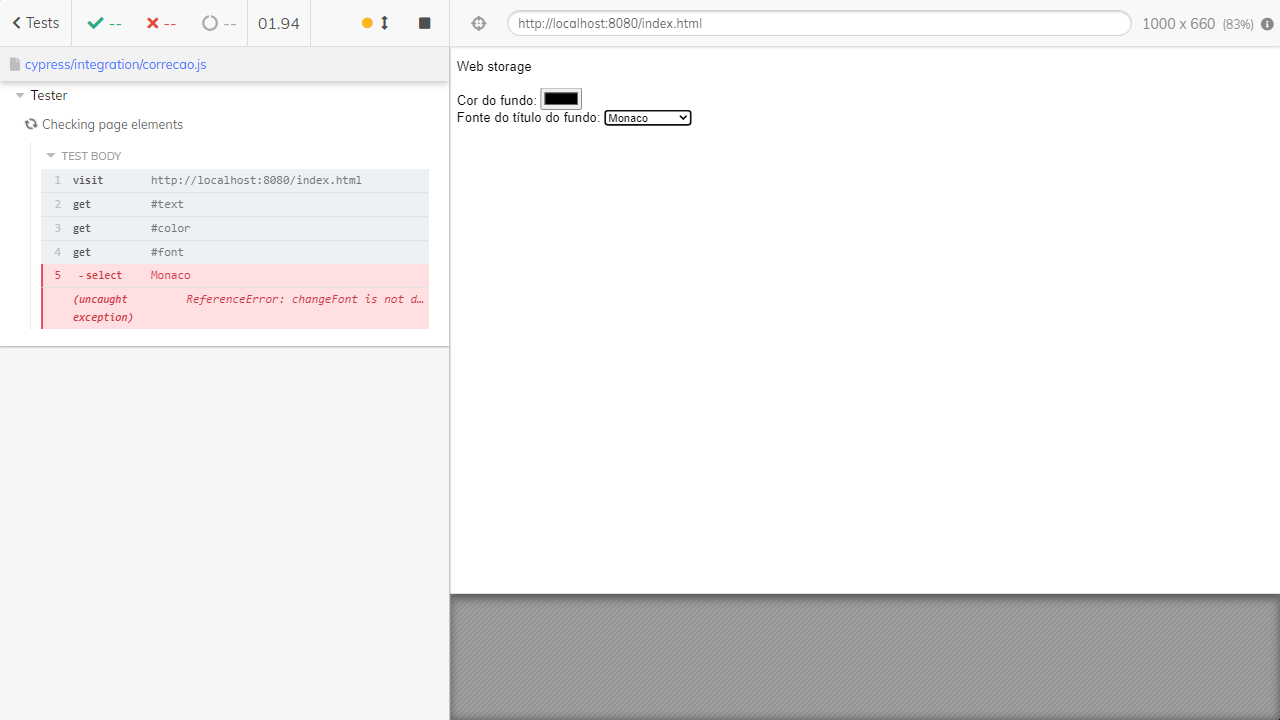 Tests -- -- -- 01.94
http://localhost:8080/index.html 1000 x 660 (83%)
cypress/integration/correcao.js
Tester
Checking page elements
TEST BODY
1 visit http://localhost:8080/index.html
2 get #text
3 get #color
4 get #font
5 -select Monaco
(uncaught exception) ReferenceError: changeFont is not d…
Web storage
Cor do fundo:
Fonte do título do fundo: Monaco